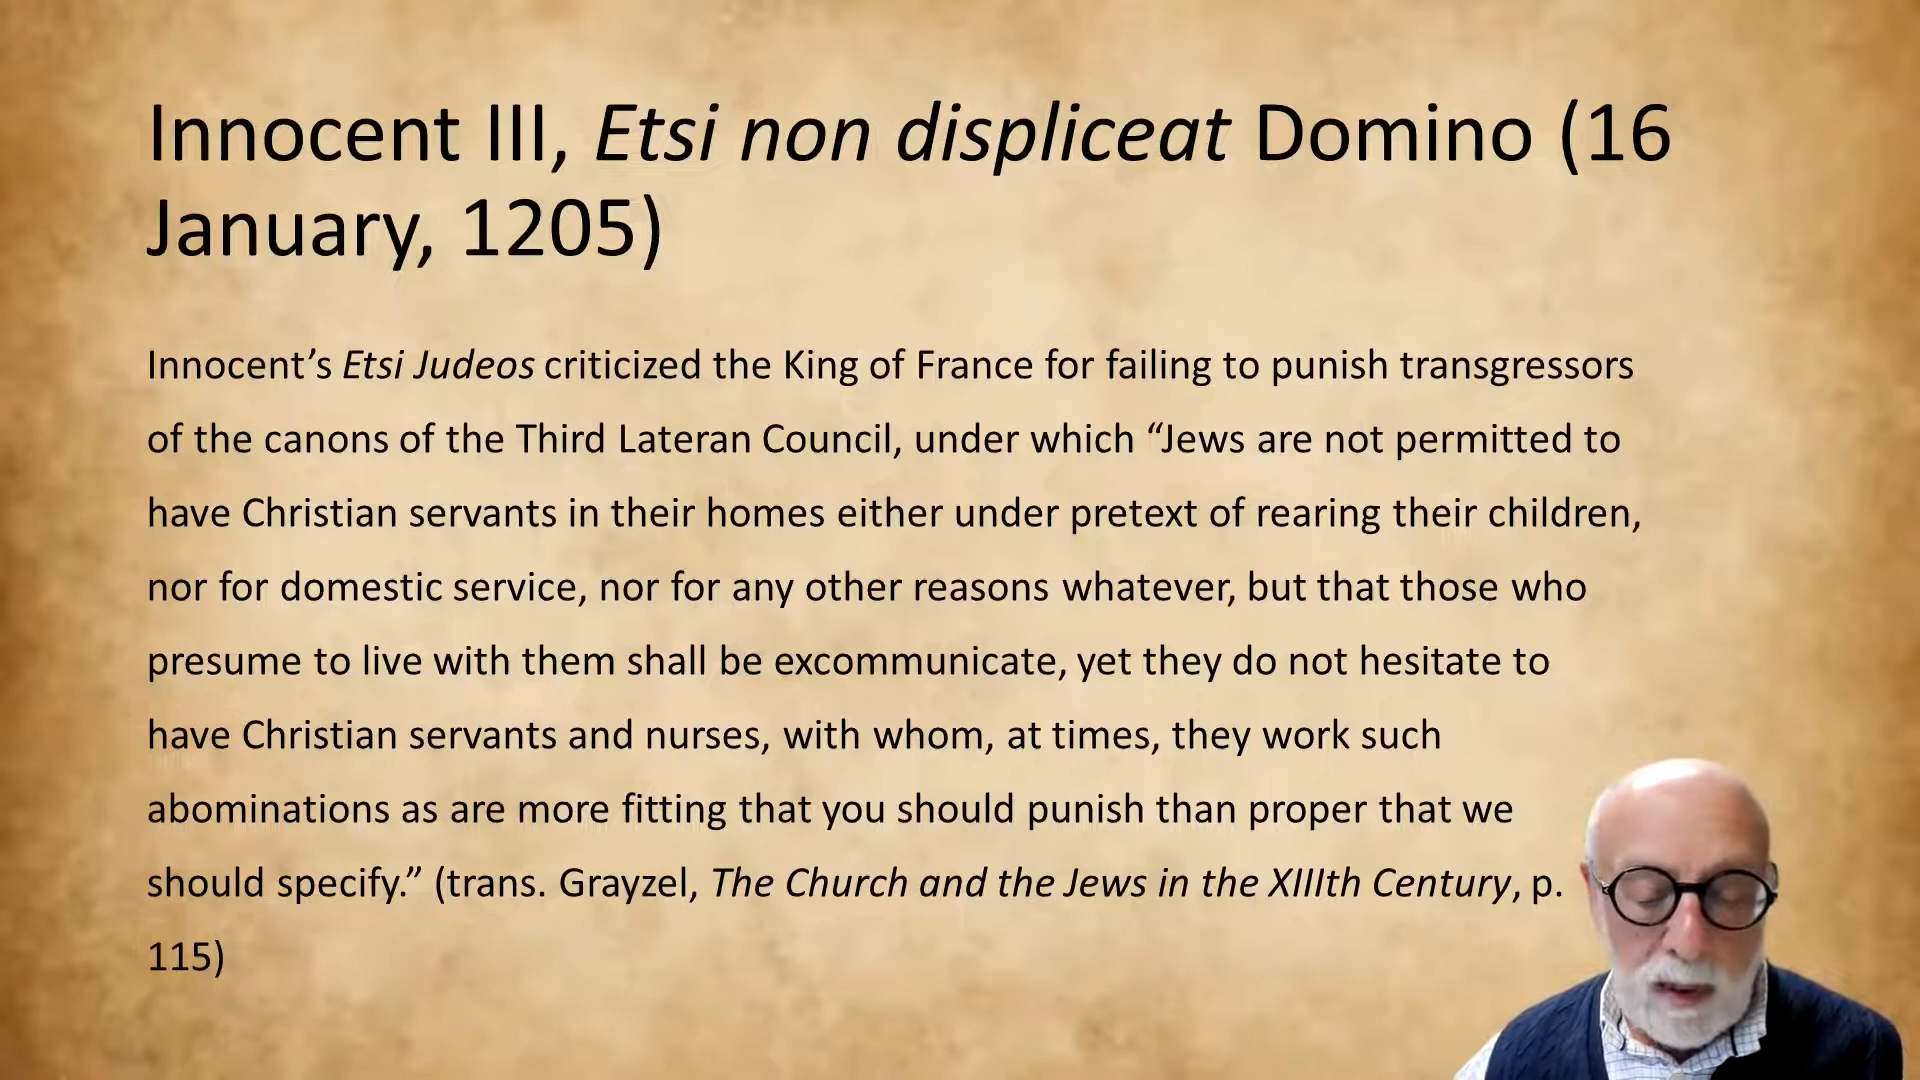 Innocent III, Etsi non displiceat Domino (16
January, 1205)
Innocent’s Etsi Judeos criticized the King of France for failing to punish transgressors
of the canons of the Third Lateran Council, under which “Jews are not permitted to
have Christian servants in their homes either under pretext of rearing their children,
nor for domestic service, nor for any other reasons whatever, but that those who
presume to live with them shall be excommunicate, yet they do not hesitate to
have Christian servants and nurses, with whom, at times, they work such
abominations as are more fitting that you should punish than proper that we
should specify.” (trans. Grayzel, The Church and the Jews in the XIIIth Century, p.
115)